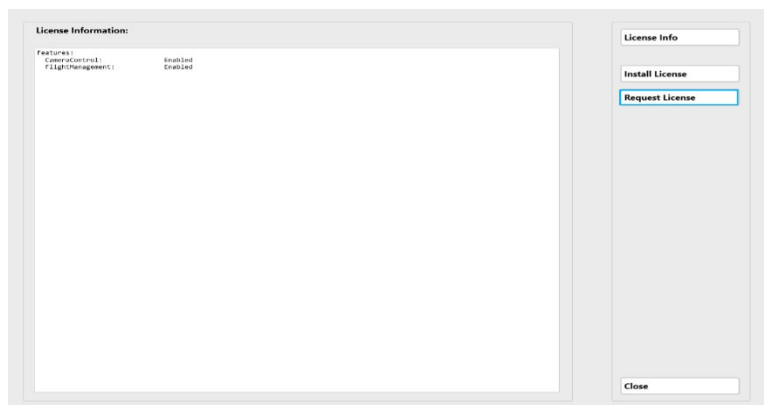 License Information:
Features:
CameraControl: Enabled
FlightManagement: Enabled
License Info
Install License
Request License
Close